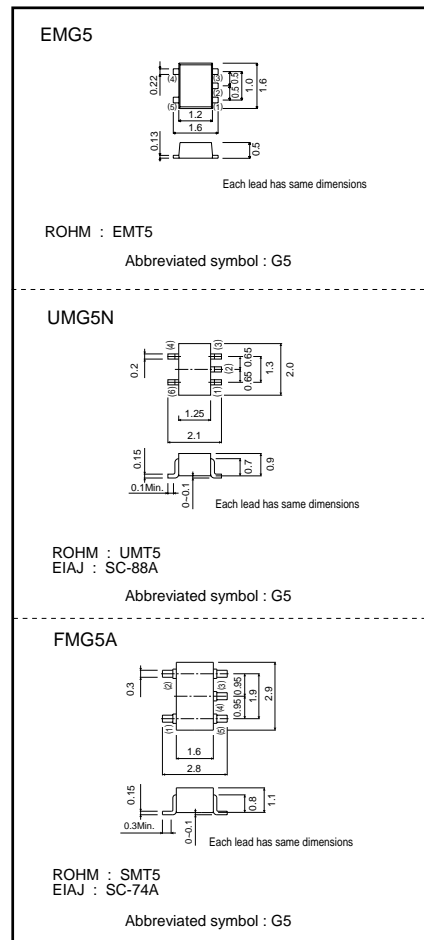 EMG5
0.22
(4)
(3)
(2)
(5)
(1)
0.5
0.5
1.0
1.6
1.2
1.6
0.13
0.5
Each lead has same dimensions
ROHM : EMT5
Abbreviated symbol : G5
UMG5N
0.2
(4)
(3)
(2)
(6)
(1)
0.65
0.65
1.3
2.0
1.25
2.1
0.15
0.1Min.
0~0.1
0.7
0.9
Each lead has same dimensions
ROHM : UMT5
EIAJ : SC-88A
Abbreviated symbol : G5
FMG5A
0.3
(2)
(3)
(4)
(1)
(5)
0.95
0.95
1.9
2.9
1.6
2.8
0.15
0.3Min.
0~0.1
0.8
1.1
Each lead has same dimensions
ROHM : SMT5
EIAJ : SC-74A
Abbreviated symbol : G5